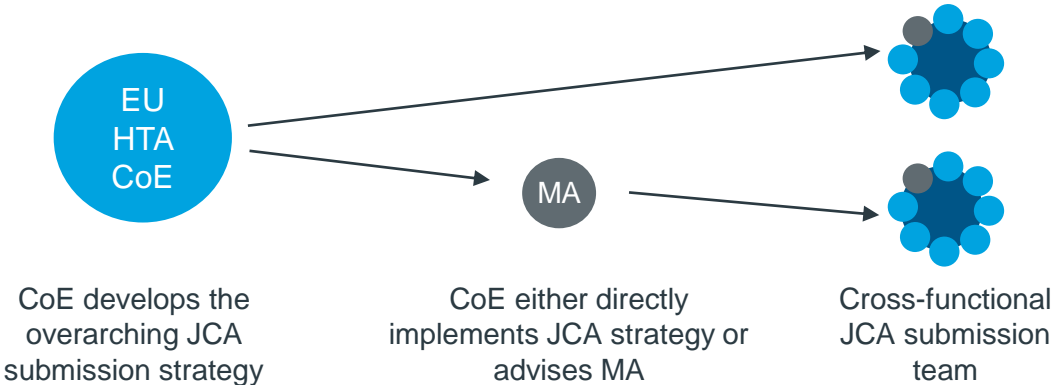 EU
HTA
CoE
MA
CoE develops the
overarching JCA
submission strategy
CoE either directly
implements JCA strategy or
advises MA
Cross-functional
JCA submission
team